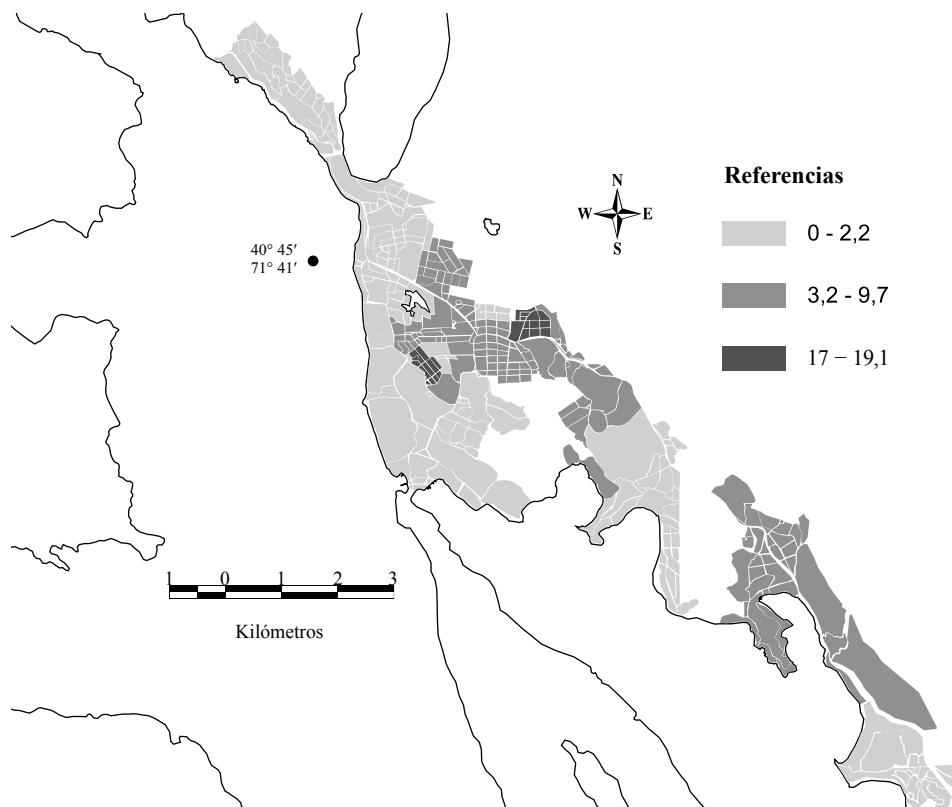 Referencias
N
W E
S
0 - 2,2
40° 45′
71° 41′
3,2 - 9,7
17 – 19,1
1 0 1 2 3
Kilómetros